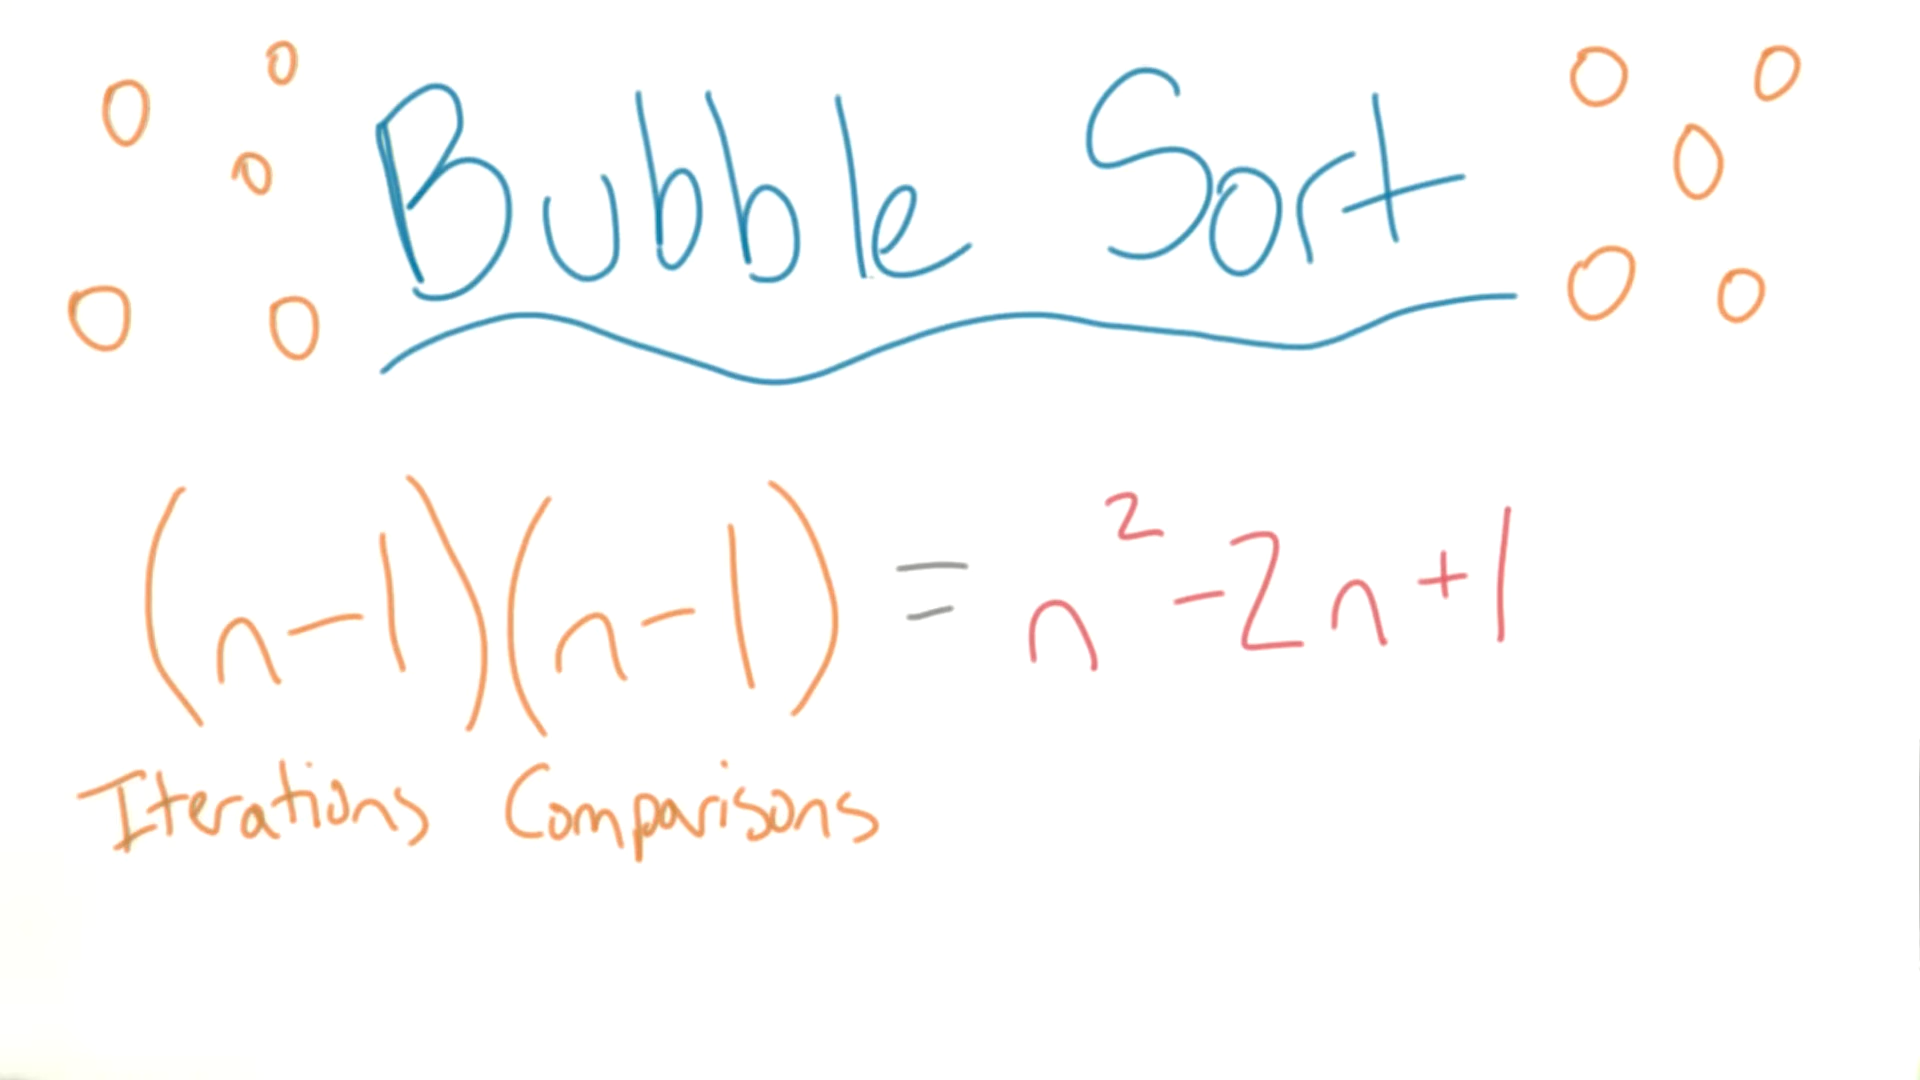 Bubble Sort
(n-1)(n-1) = n²-2n+1
Iterations Comparisons